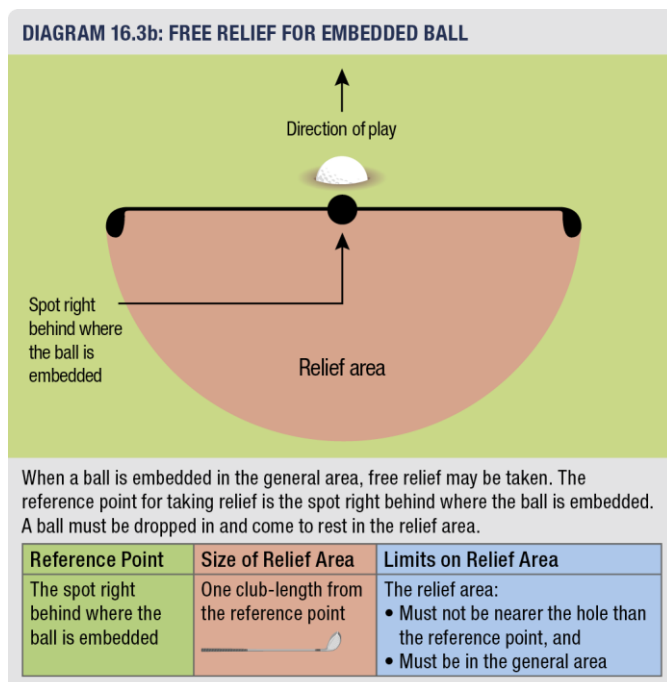 DIAGRAM 16.3b: FREE RELIEF FOR EMBEDDED BALL
Direction of play
Spot right
behind where
the ball is
embedded
Relief area
When a ball is embedded in the general area, free relief may be taken. The
reference point for taking relief is the spot right behind where the ball is embedded.
A ball must be dropped in and come to rest in the relief area.
Reference Point
The spot right
behind where the
ball is embedded
Size of Relief Area
One club-length from
the reference point
Limits on Relief Area
The relief area:
• Must not be nearer the hole than
the reference point, and
• Must be in the general area